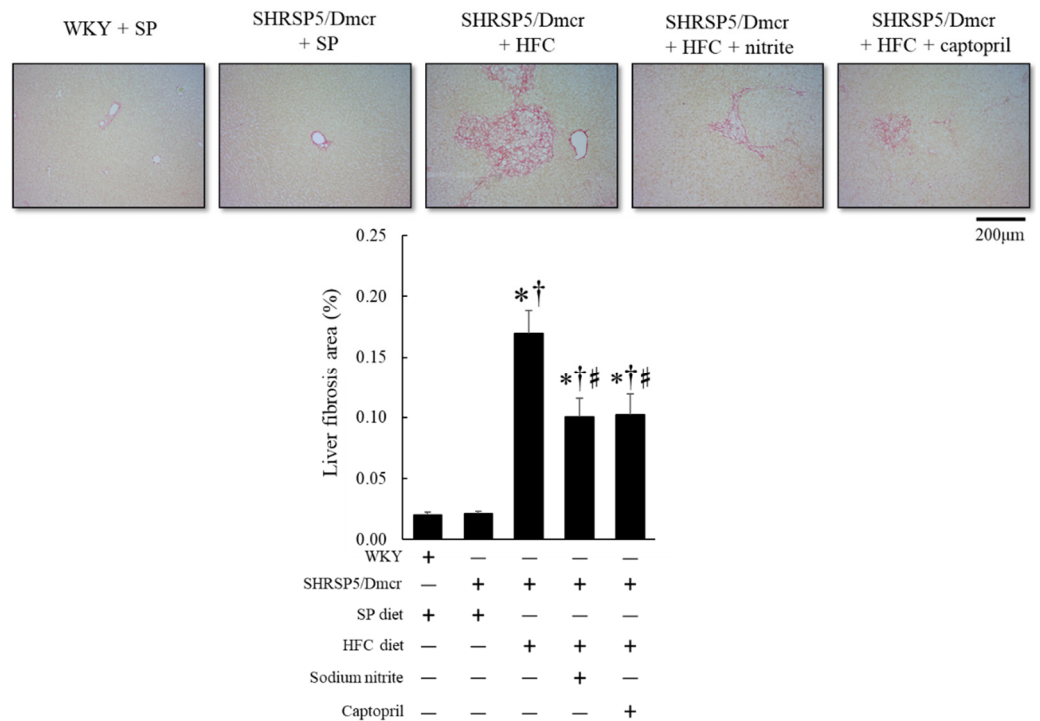 WKY + SP
SHRSP5/Dmcr
+ SP
SHRSP5/Dmcr
+ HFC
SHRSP5/Dmcr
+ HFC + nitrite
SHRSP5/Dmcr
+ HFC + captopril
200μm
Liver fibrosis area (%)
0.25
0.20
0.15
0.10
0.05
0.00
*†
*†#
*†#
WKY + — — — —
SHRSP5/Dmcr — + + + +
SP diet + + — — —
HFC diet — — + + +
Sodium nitrite — — — + —
Captopril — — — — +